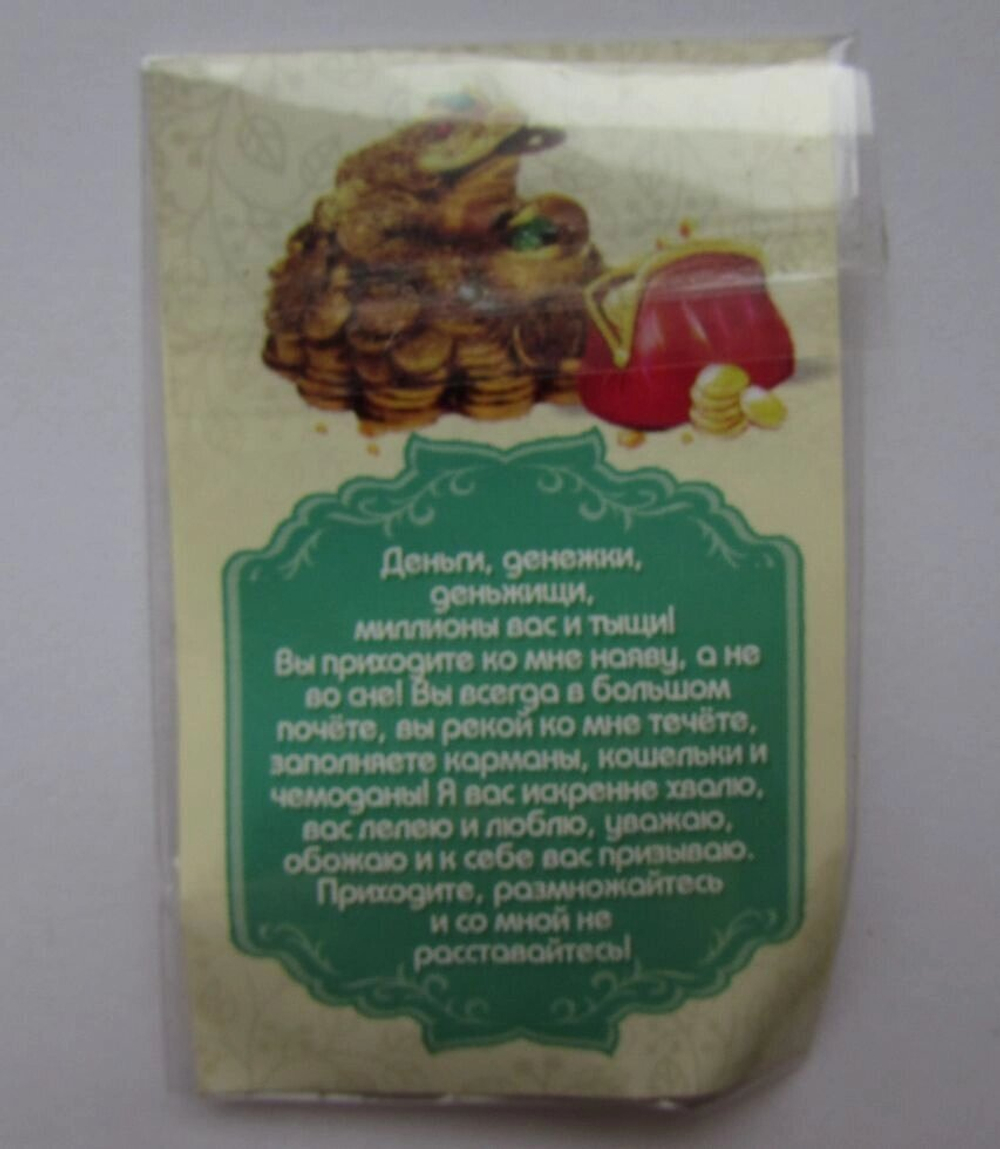 Деньги, денежки,
деньжищи,
миллионы вас и тыщи!
Вы приходите ко мне наяву, а не
во сне! Вы всегда в большом
почёте, вы рекой ко мне течёте,
заполняете карманы, кошельки и
чемоданы! Я вас искренне хвалю,
вас лелею и люблю, уважаю,
обожаю и к себе вас призываю.
Приходите, размножайтесь
и со мной не
расставайтесь!